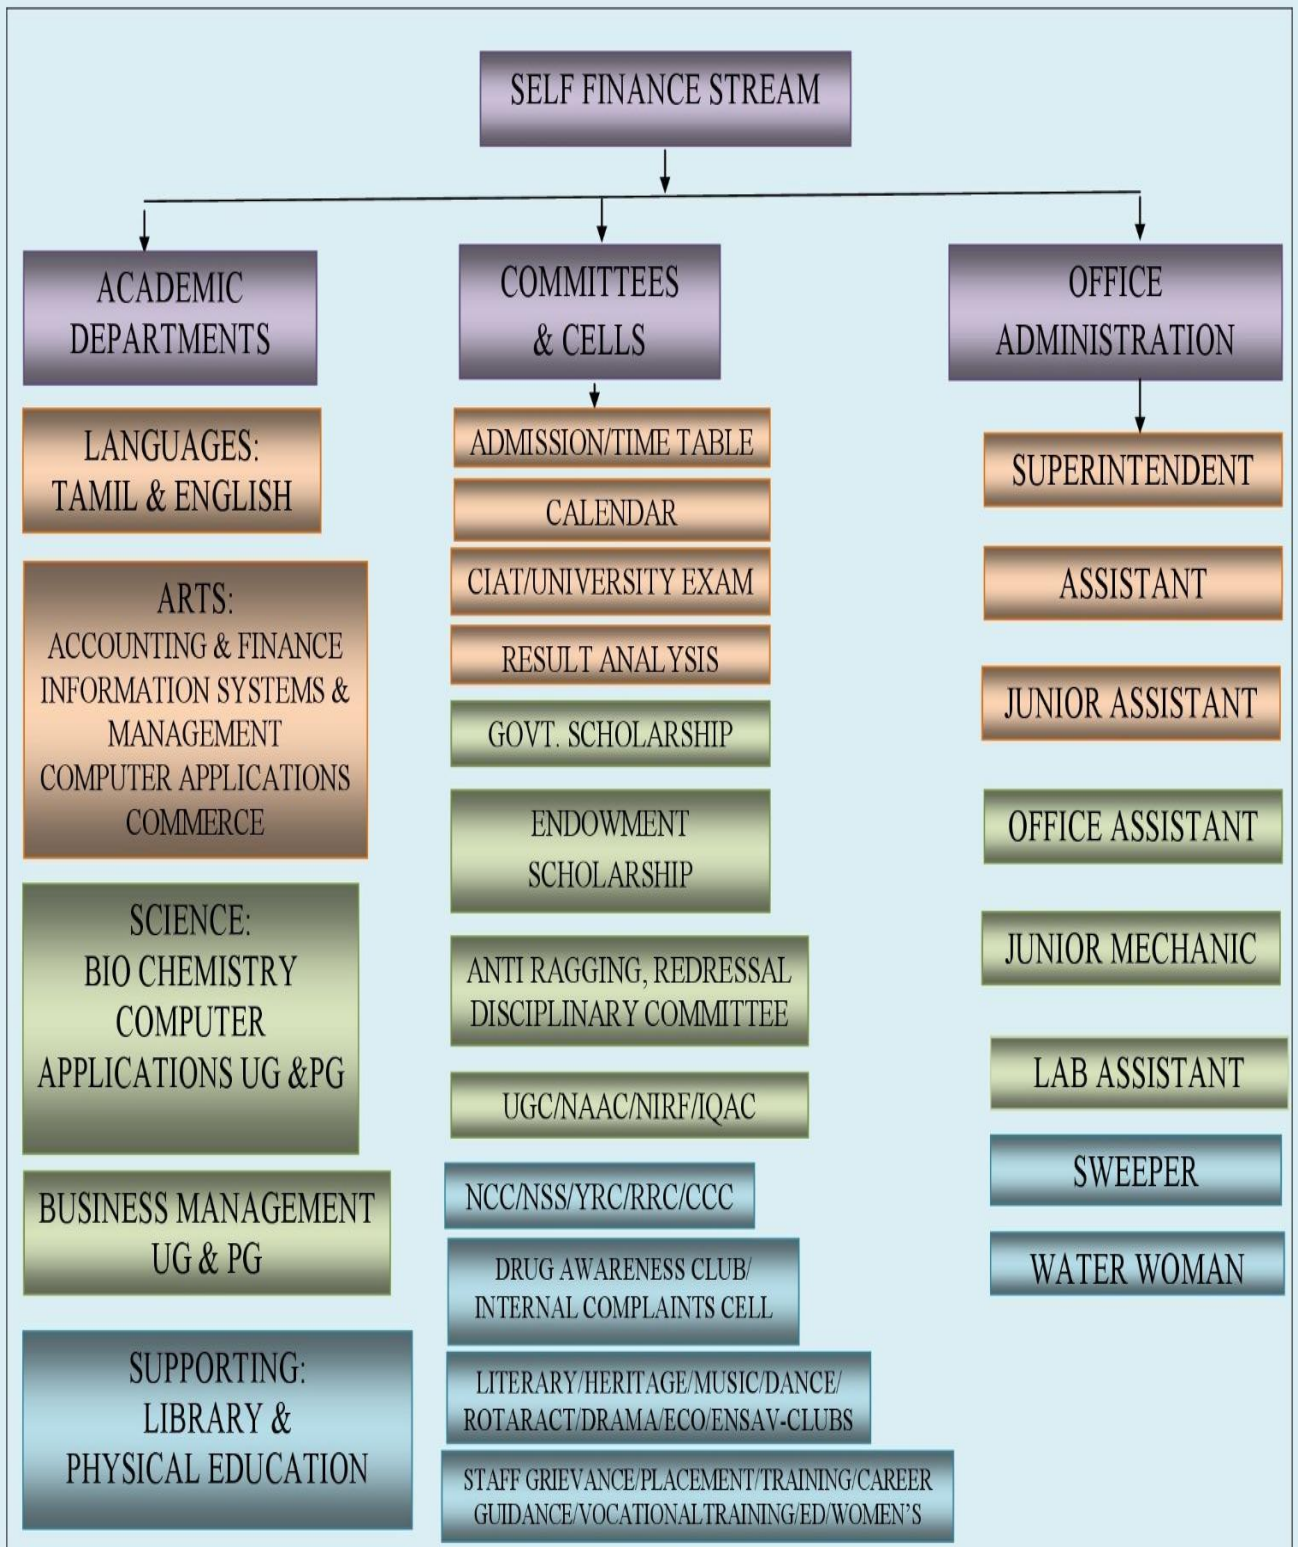 SELF FINANCE STREAM
ACADEMIC
DEPARTMENTS
LANGUAGES:
TAMIL & ENGLISH
ARTS:
ACCOUNTING & FINANCE
INFORMATION SYSTEMS &
MANAGEMENT
COMPUTER APPLICATIONS
COMMERCE
SCIENCE:
BIO CHEMISTRY
COMPUTER
APPLICATIONS UG &PG
BUSINESS MANAGEMENT
UG & PG
SUPPORTING:
LIBRARY &
PHYSICAL EDUCATION
COMMITTEES
& CELLS
ADMISSION/TIME TABLE
CALENDAR
CIAT/UNIVERSITY EXAM
RESULT ANALYSIS
GOVT. SCHOLARSHIP
ENDOWMENT
SCHOLARSHIP
ANTI RAGGING, REDRESSAL
DISCIPLINARY COMMITTEE
UGC/NAAC/NIRF/IQAC
NCC/NSS/YRC/RRC/CCC
DRUG AWARENESS CLUB/
INTERNAL COMPLAINTS CELL
LITERARY/HERITAGE/MUSIC/DANCE/
ROTARACT/DRAMA/ECO/ENSAV-CLUBS
STAFF GRIEVANCE/PLACEMENT/TRAINING/CAREER
GUIDANCE/VOCATIONALTRAINING/ED/WOMEN'S
OFFICE
ADMINISTRATION
SUPERINTENDENT
ASSISTANT
JUNIOR ASSISTANT
OFFICE ASSISTANT
JUNIOR MECHANIC
LAB ASSISTANT
SWEEPER
WATER WOMAN